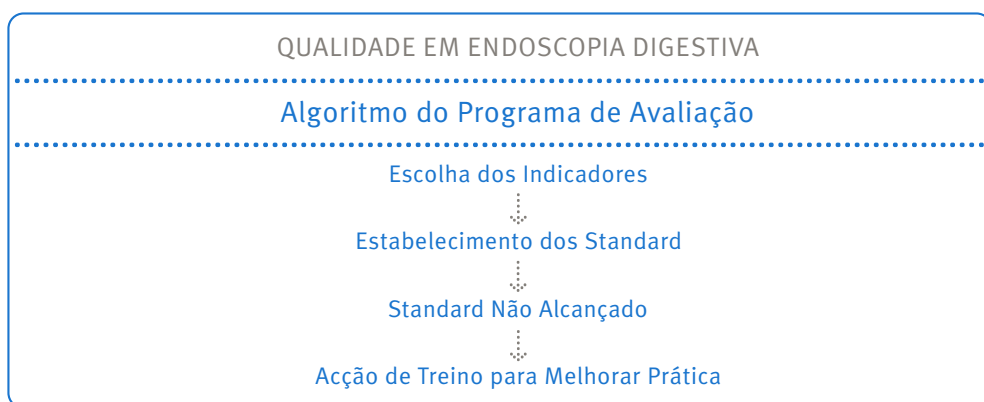 QUALIDADE EM ENDOSCOPIA DIGESTIVA
Algoritmo do Programa de Avaliação
Escolha dos Indicadores
Estabelecimento dos Standard
Standard Não Alcançado
Acção de Treino para Melhorar Prática